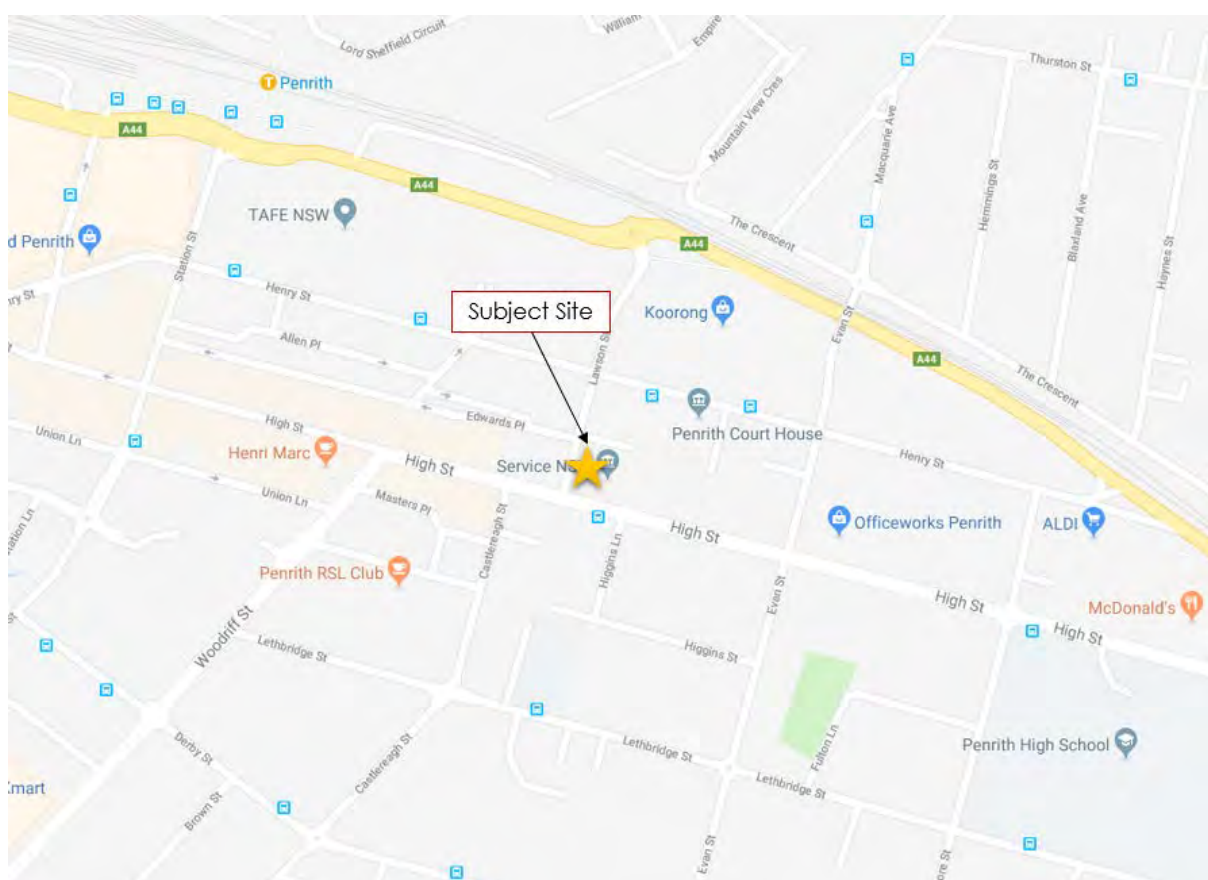 William
Empire
Lord Sheffield Circuit
Thurston St
Penrith
A44
Mountain View Cres
Macquarie Ave
Hemmings St
Blaxland Ave
Haynes St
A44
TAFE NSW
The Crescent
d Penrith
Station St
A44
Henry St
Subject Site
Koorong
Evan St
Allen Pl
Lawson S
A44
The Crescent
Edwards Pl
Penrith Court House
High St
Union Ln
Henri Marc
High St
Service N
Henry St
Union Ln
Masters Pl
Castlereagh St
High St
Officeworks Penrith
ALDI
Penrith RSL Club
Higgins Ln
Evan St
High St
McDonald's
High St
Woodriff St
Lethbridge St
Higgins St
Penrith High School
Fulton Ln
Derby St
Lethbridge St
Castlereagh St
Lethbridge St
Brown St
Evan St